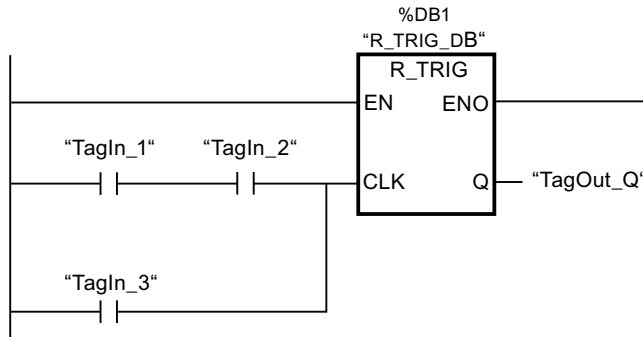 %DB1
“R_TRIG_DB“
R_TRIG
EN ENO
“TagIn_1“ “TagIn_2“
CLK Q “TagOut_Q“
“TagIn_3“